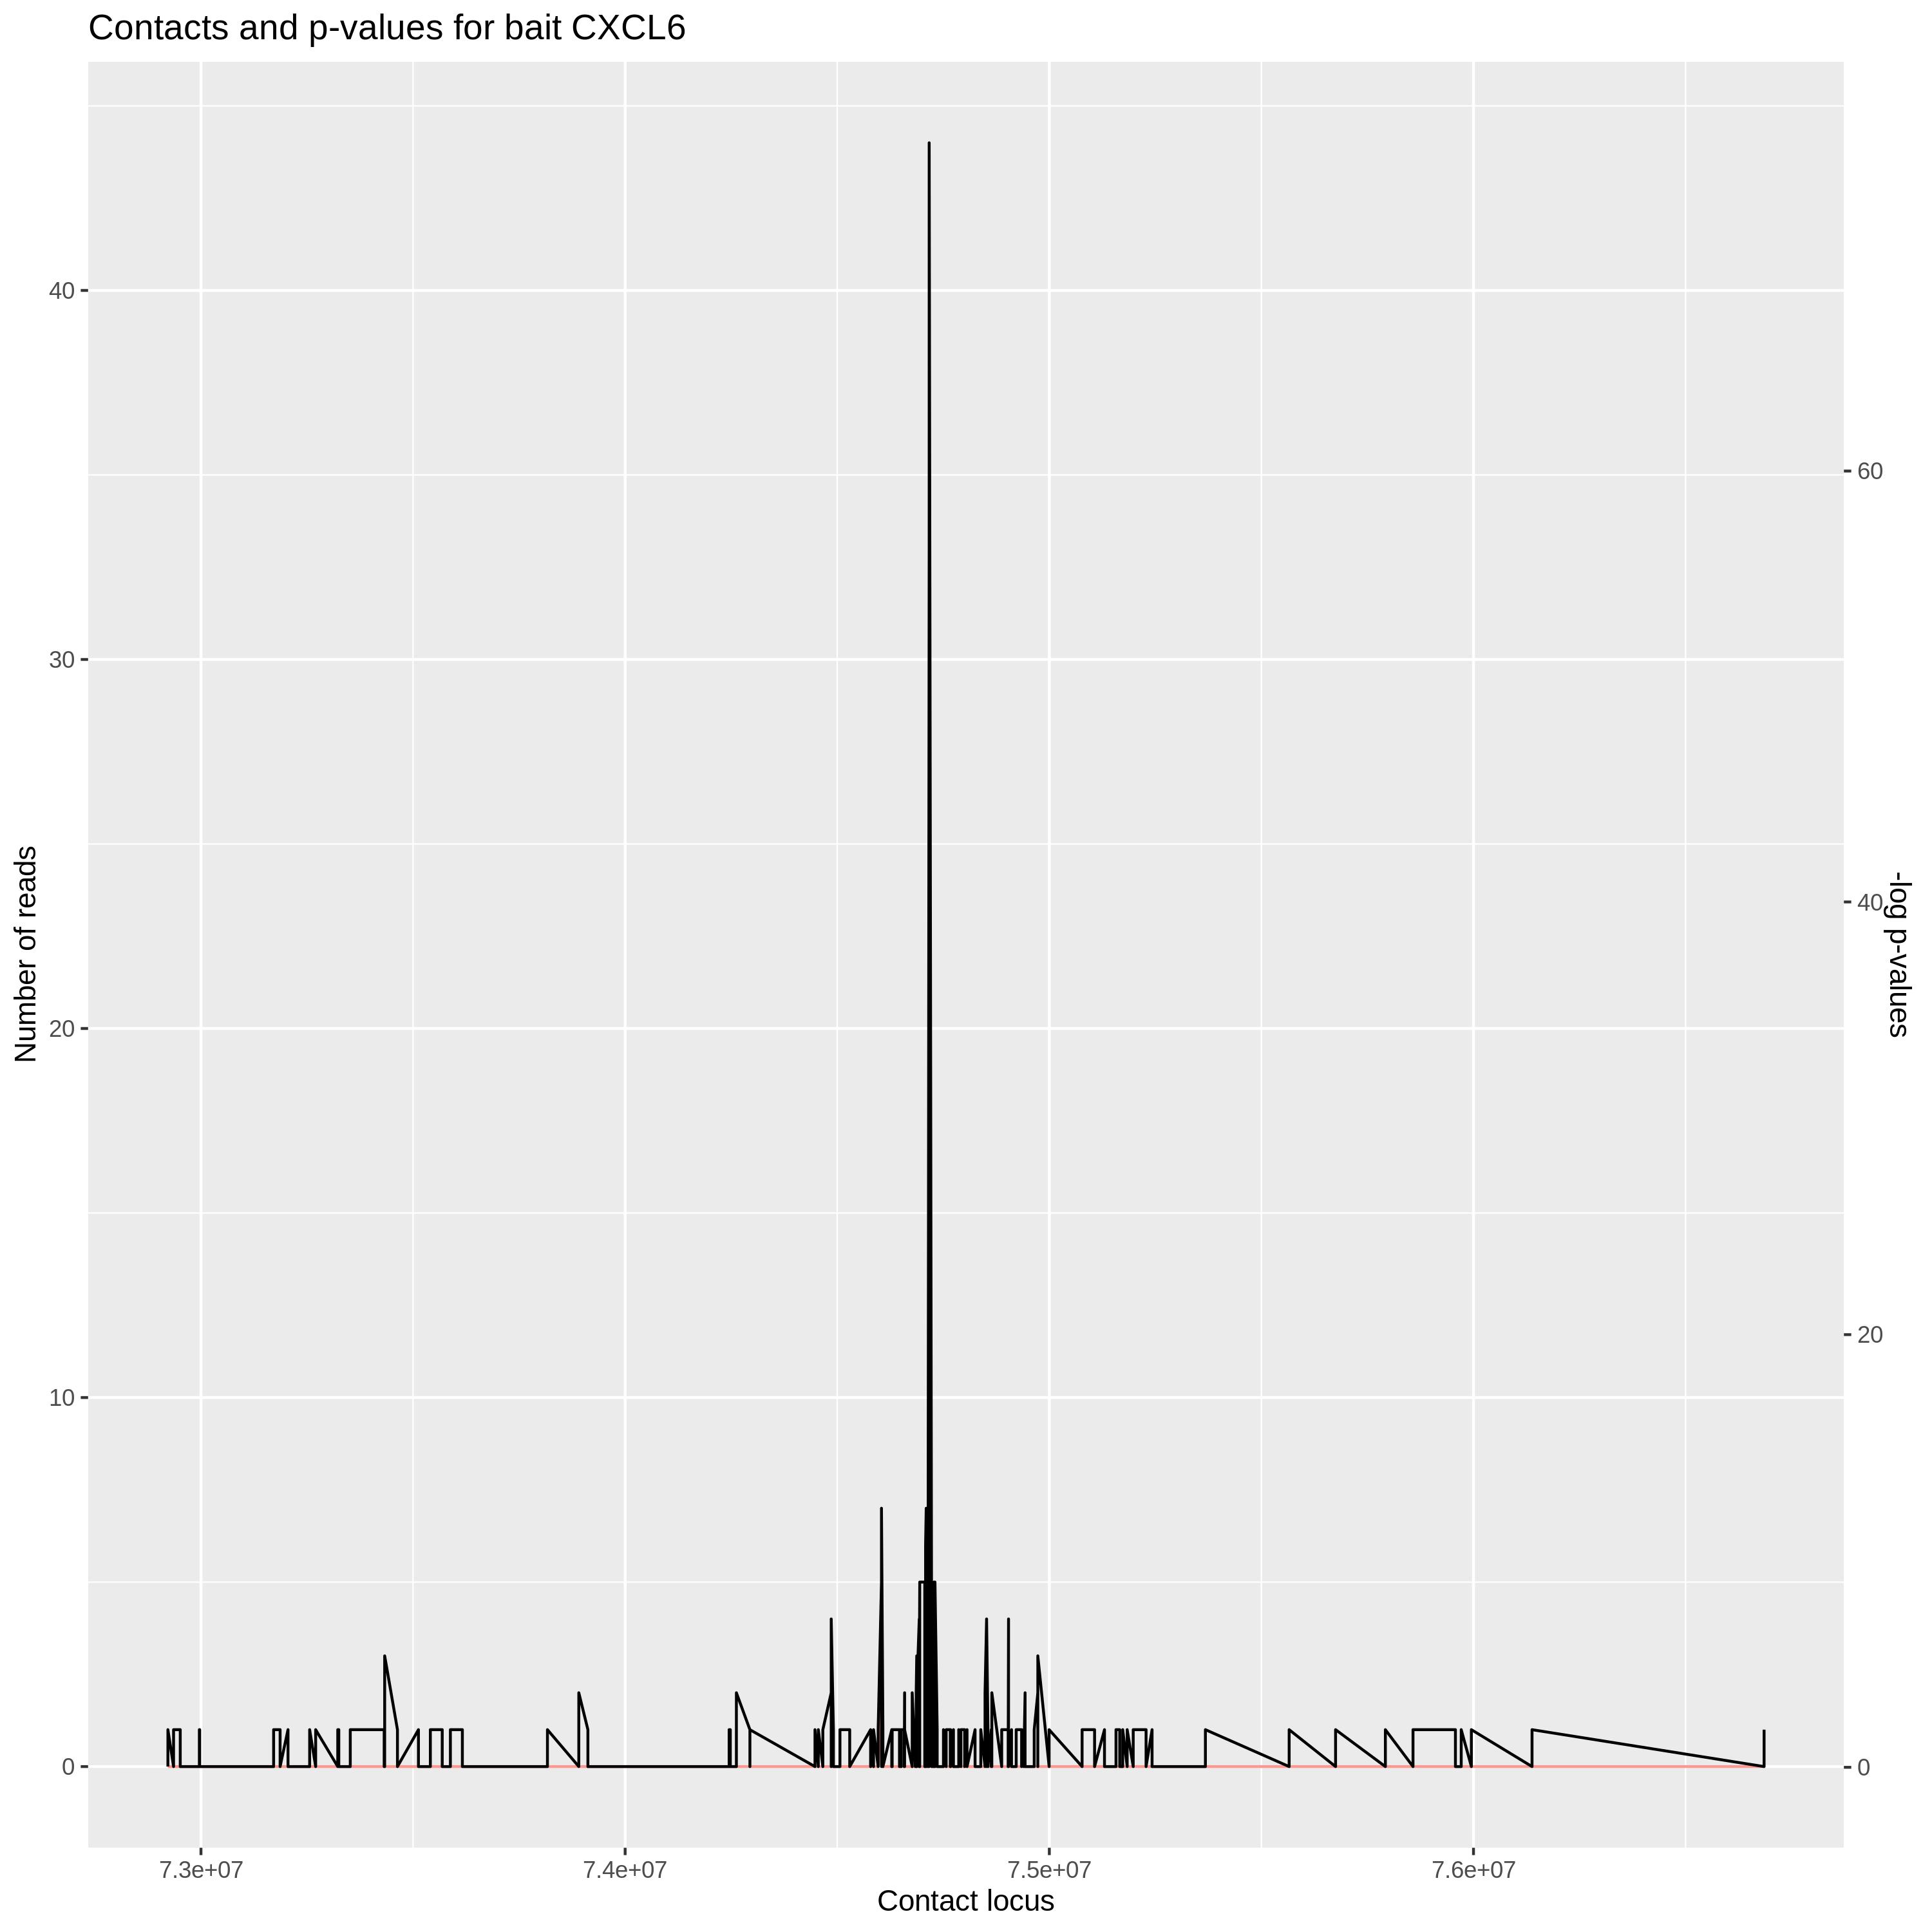 Contacts and p-values for bait CXCL6
Number of reads
40
30
20
10
0
60
40
20
0
-log p-values
7.3e+07
7.4e+07
7.5e+07
7.6e+07
Contact locus